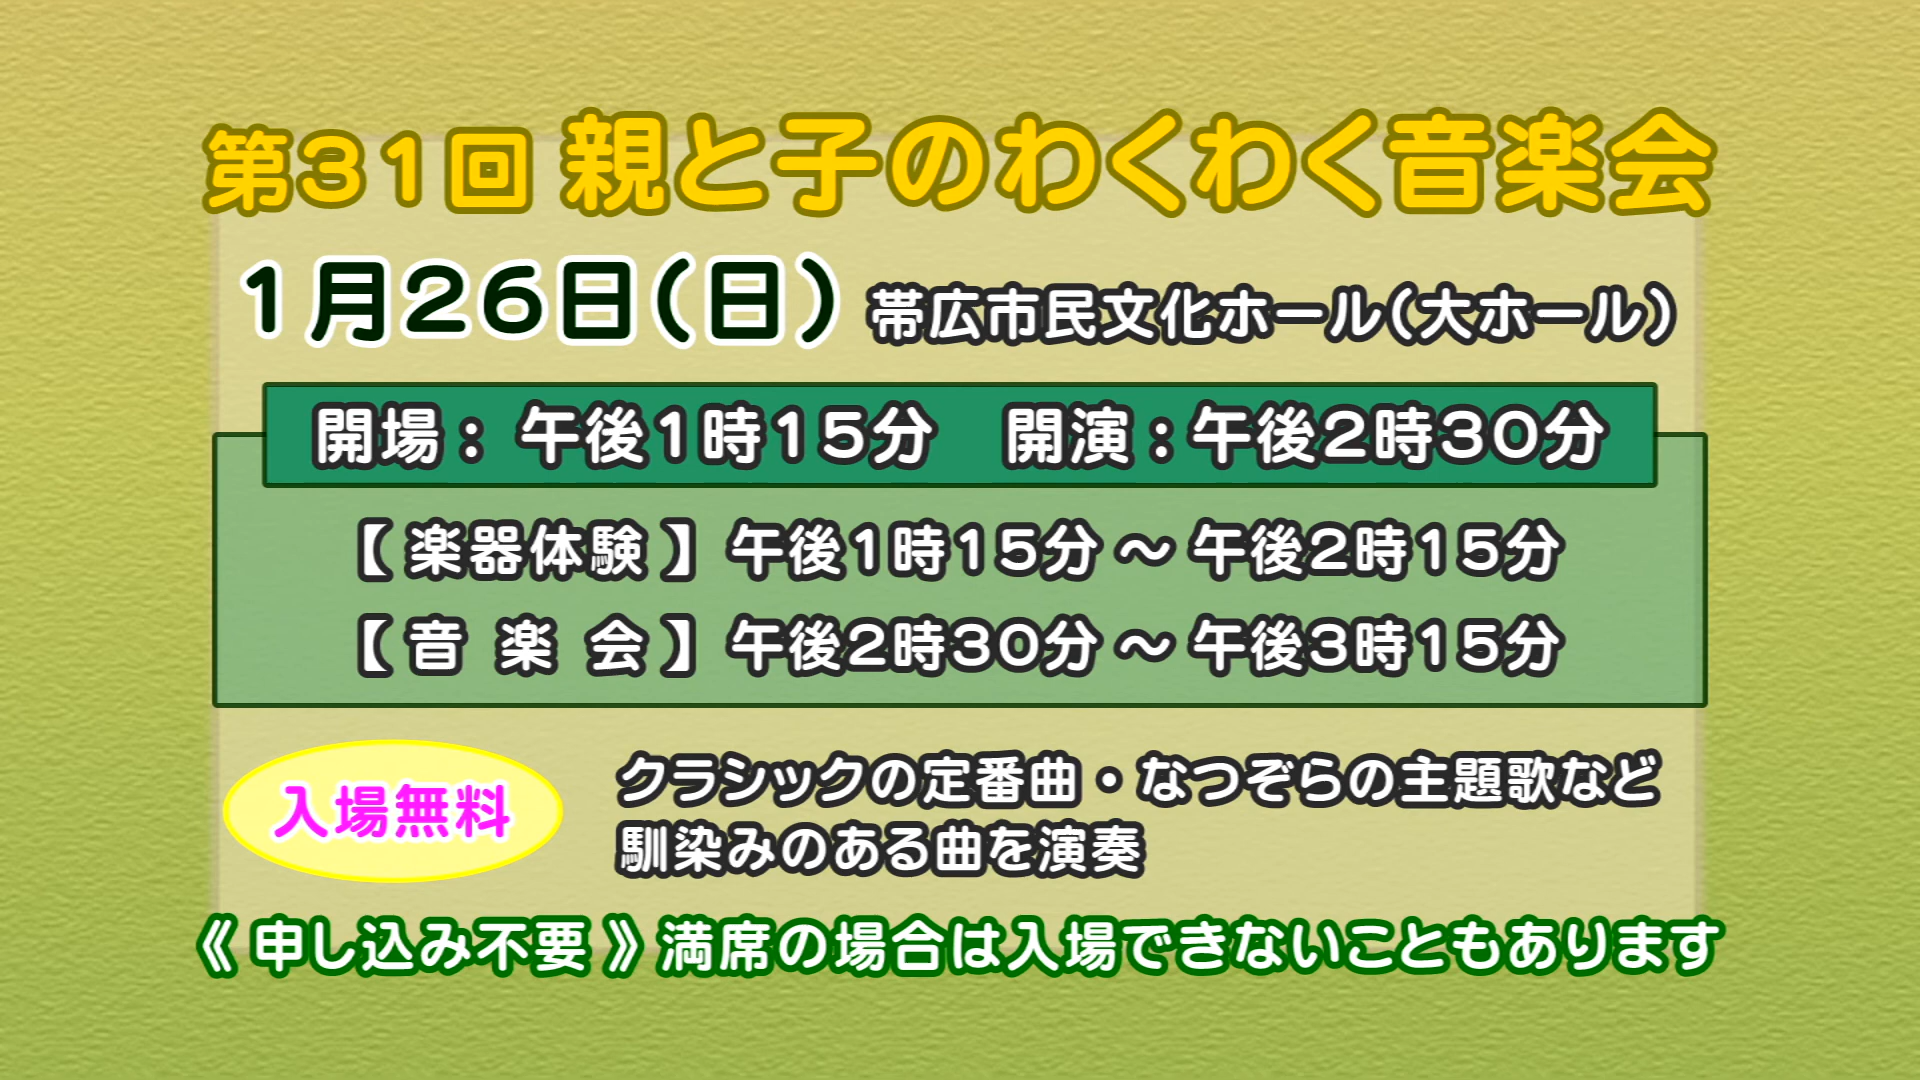 第31回 親と子のわくわく音楽会
1月26日(日) 帯広市民文化ホール(大ホール)
開場：午後1時15分　開演：午後2時30分
【 楽器体験 】 午後1時15分 ～ 午後2時15分
【 音 楽 会 】 午後2時30分 ～ 午後3時15分
入場無料
クラシックの定番曲・なつぞらの主題歌など
馴染みのある曲を演奏
《 申し込み不要 》満席の場合は入場できないこともあります